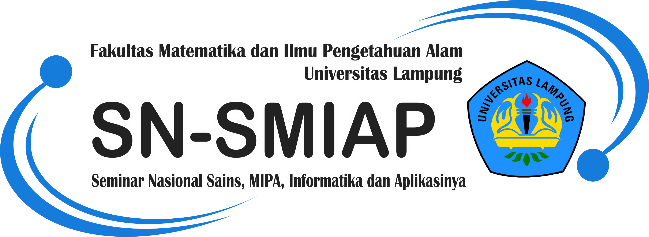 Fakultas Matematika dan Ilmu Pengetahuan Alam
Universitas Lampung
SN-SMIAP
Seminar Nasional Sains, MIPA, Informatika dan Aplikasinya
UNIVERSITAS LAMPUNG